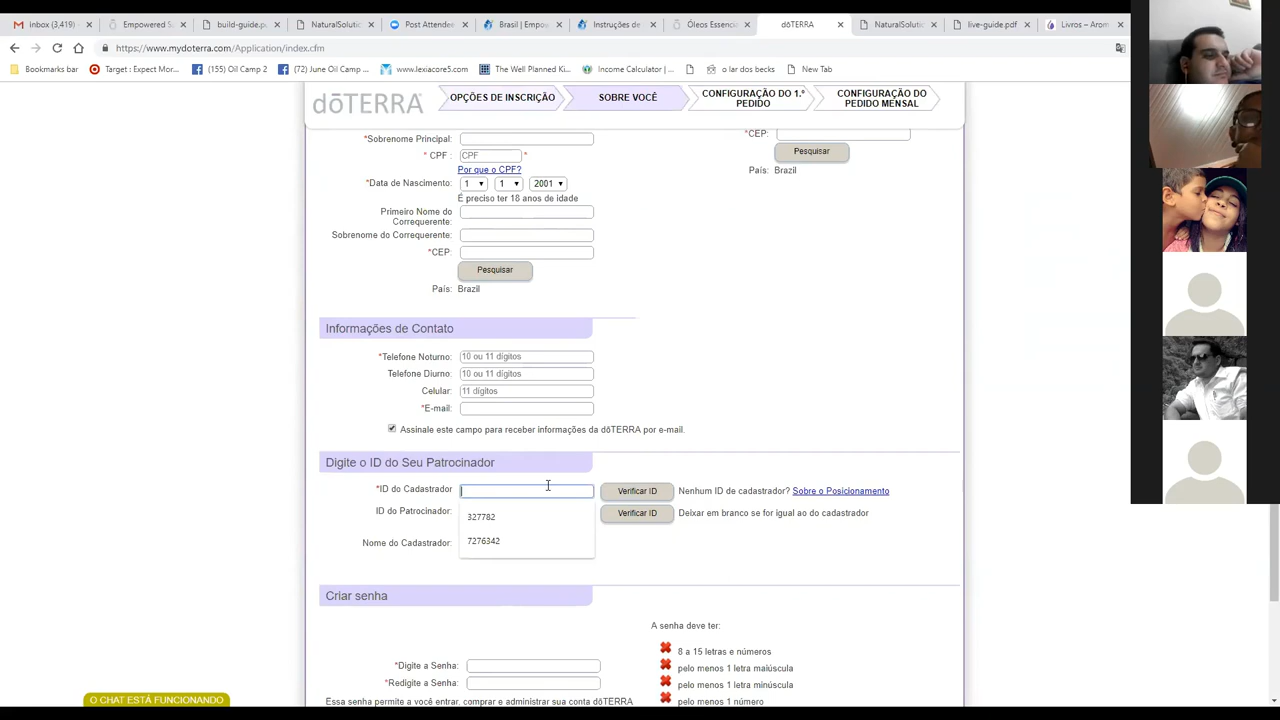 inbox (3,419)
Empowered S
build-guide.p
NaturalSolution
Post Attende
Brasil | Empo
Instruções de
Óleos Essencia
dōTERRA
NaturalSolutio
live-guide.pdf
Livros – Arom
https://www.mydoterra.com/Application/index.cfm
Bookmarks bar
Target : Expect Mor...
(155) Oil Camp 2
(72) June Oil Camp ...
www.lexiacore5.com
The Well Planned Ki...
Income Calculator |...
o lar dos becks
New Tab
dōTERRA
OPÇÕES DE INSCRIÇÃO
SOBRE VOCÊ
CONFIGURAÇÃO DO 1.º
PEDIDO
CONFIGURAÇÃO DO
PEDIDO MENSAL
*Sobrenome Principal:
*CEP:
* CPF :
CPF
*
Pesquisar
Por que o CPF?
País: Brazil
*Data de Nascimento:
1
1
2001
É preciso ter 18 anos de idade
Primeiro Nome do
Correquerente:
Sobrenome do Correquerente:
*CEP:
Pesquisar
País: Brazil
Informações de Contato
*Telefone Noturno:
10 ou 11 dígitos
Telefone Diurno:
10 ou 11 dígitos
Celular:
11 dígitos
*E-mail:
Assinale este campo para receber informações da dōTERRA por e-mail.
Digite o ID do Seu Patrocinador
*ID do Cadastrador
Verificar ID
Nenhum ID de cadastrador? Sobre o Posicionamento
ID do Patrocinador:
327782
Verificar ID
Deixar em branco se for igual ao do cadastrador
Nome do Cadastrador:
7276342
Criar senha
A senha deve ter:
8 a 15 letras e números
*Digite a Senha:
pelo menos 1 letra maiúscula
*Redigite a Senha:
pelo menos 1 letra minúscula
Essa senha permite a você entrar, comprar e administrar sua conta dōTERRA
pelo menos 1 número
O CHAT ESTÁ FUNCIONANDO